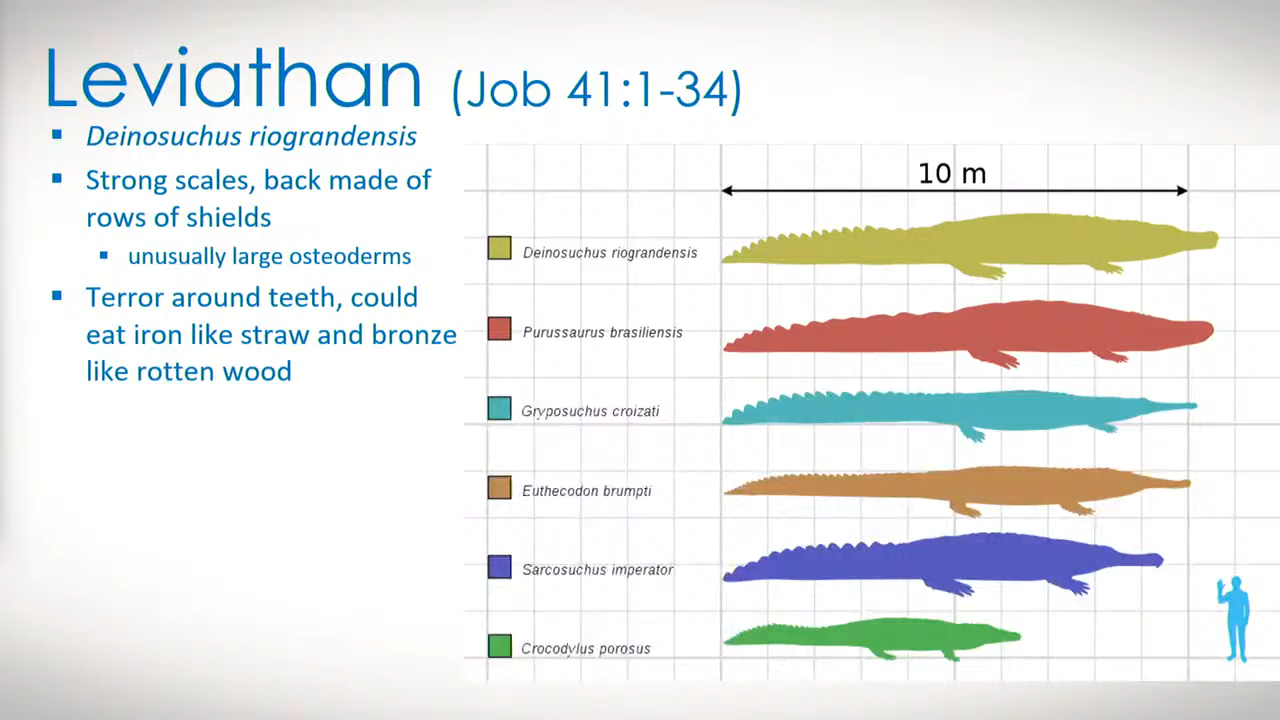 Leviathan (Job 41:1-34)
Deinosuchus riograndensis
Strong scales, back made of
rows of shields
unusually large osteoderms
Terror around teeth, could
eat iron like straw and bronze
like rotten wood
10 m
Deinosuchus riograndensis
Purussaurus brasiliensis
Gryposuchus croizati
Euthecodon brumpti
Sarcosuchus imperator
Crocodylus porosus